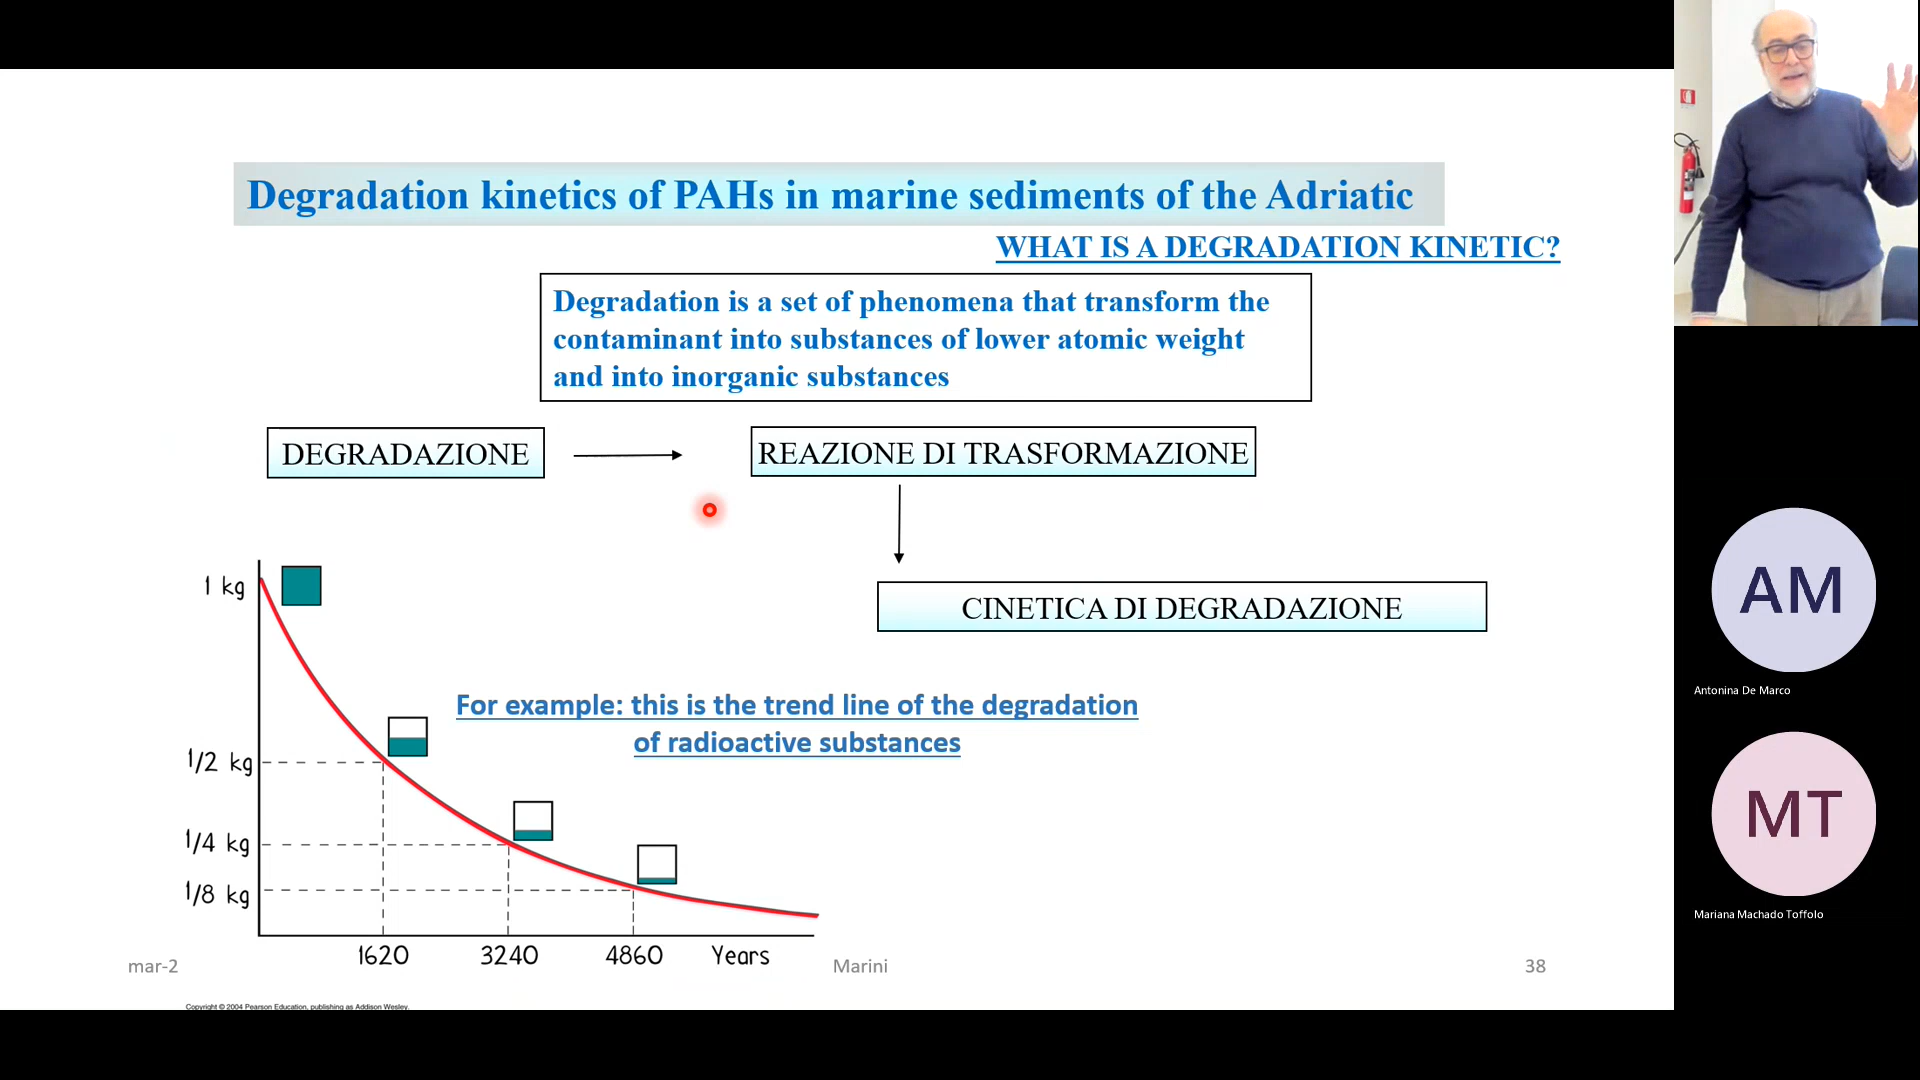 Degradation kinetics of PAHs in marine sediments of the Adriatic
WHAT IS A DEGRADATION KINETIC?
Degradation is a set of phenomena that transform the
contaminant into substances of lower atomic weight
and into inorganic substances
DEGRADAZIONE
REAZIONE DI TRASFORMAZIONE
CINETICA DI DEGRADAZIONE
1 kg
1/2 kg
1/4 kg
1/8 kg
1620
3240
4860
Years
For example: this is the trend line of the degradation
of radioactive substances
mar-2
Marini
38
Copyright © 2004 Pearson Education, publishing as Addison Wesley.
AM
Antonina De Marco
MT
Mariana Machado Toffolo